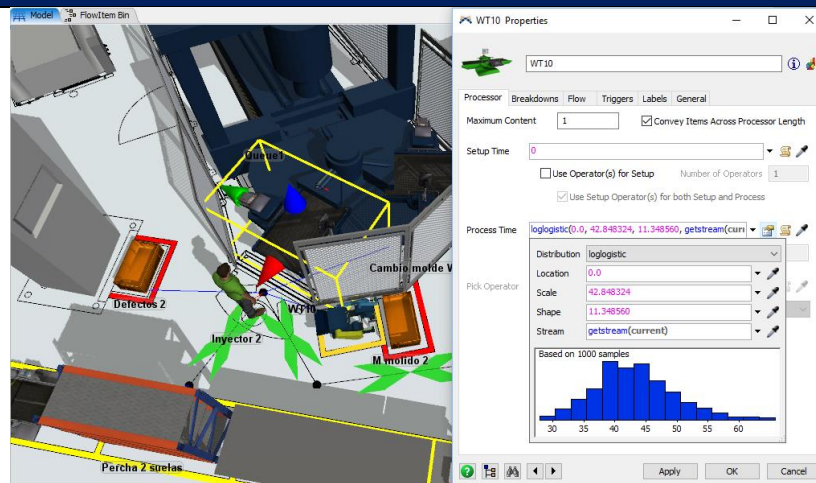 Model
FlowItem Bin
Queue1
Defectos 2
Cambio molde W
WT10
Inyector 2
M molido 2
Percha 2 suelas
WT10 Properties
WT10
Processor Breakdowns Flow Triggers Labels General
Maximum Content 1 Convey Items Across Processor Length
Setup Time 0
Use Operator(s) for Setup Number of Operators 1
Use Setup Operator(s) for both Setup and Process
Process Time loglogistic(0.0, 42.848324, 11.348560, getstream(curr
Distribution loglogistic
Location 0.0
Pick Operator
Scale 42.848324
Shape 11.348560
Stream getstream(current)
Based on 1000 samples
30 35 40 45 50 55 60
Apply OK Cancel